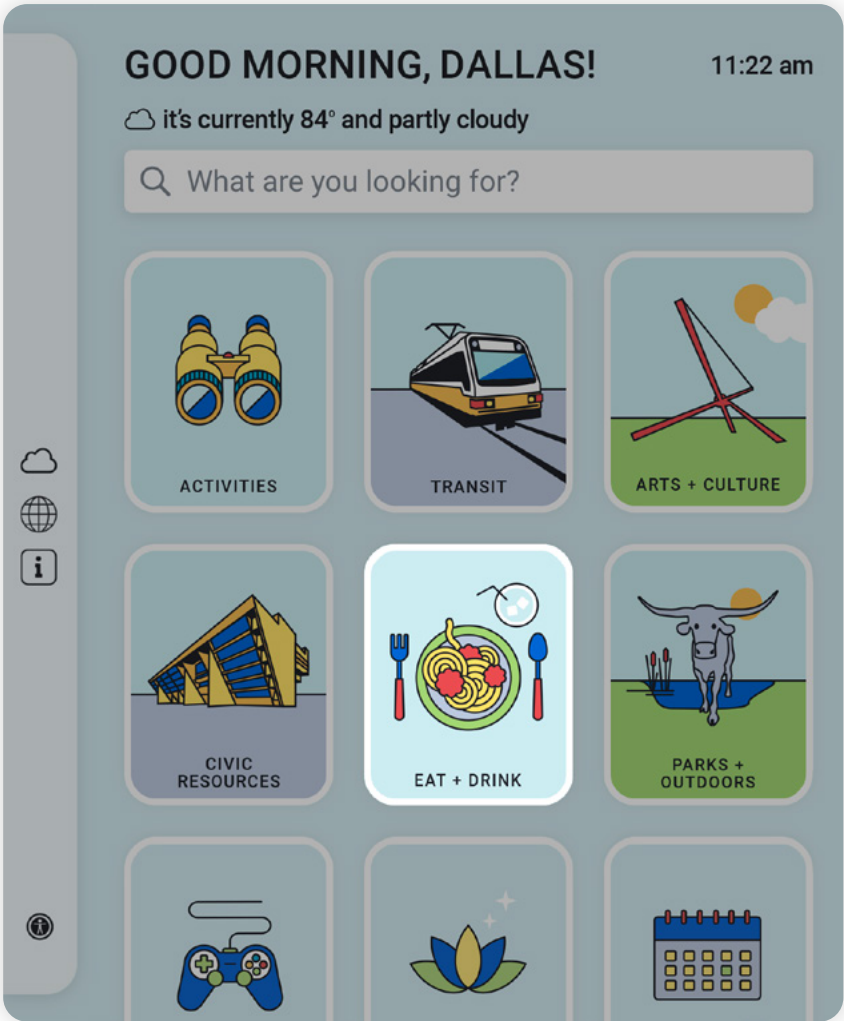 GOOD MORNING, DALLAS!
11:22 am
it's currently 84° and partly cloudy
What are you looking for?
ACTIVITIES
TRANSIT
ARTS + CULTURE
CIVIC
RESOURCES
EAT + DRINK
PARKS +
OUTDOORS